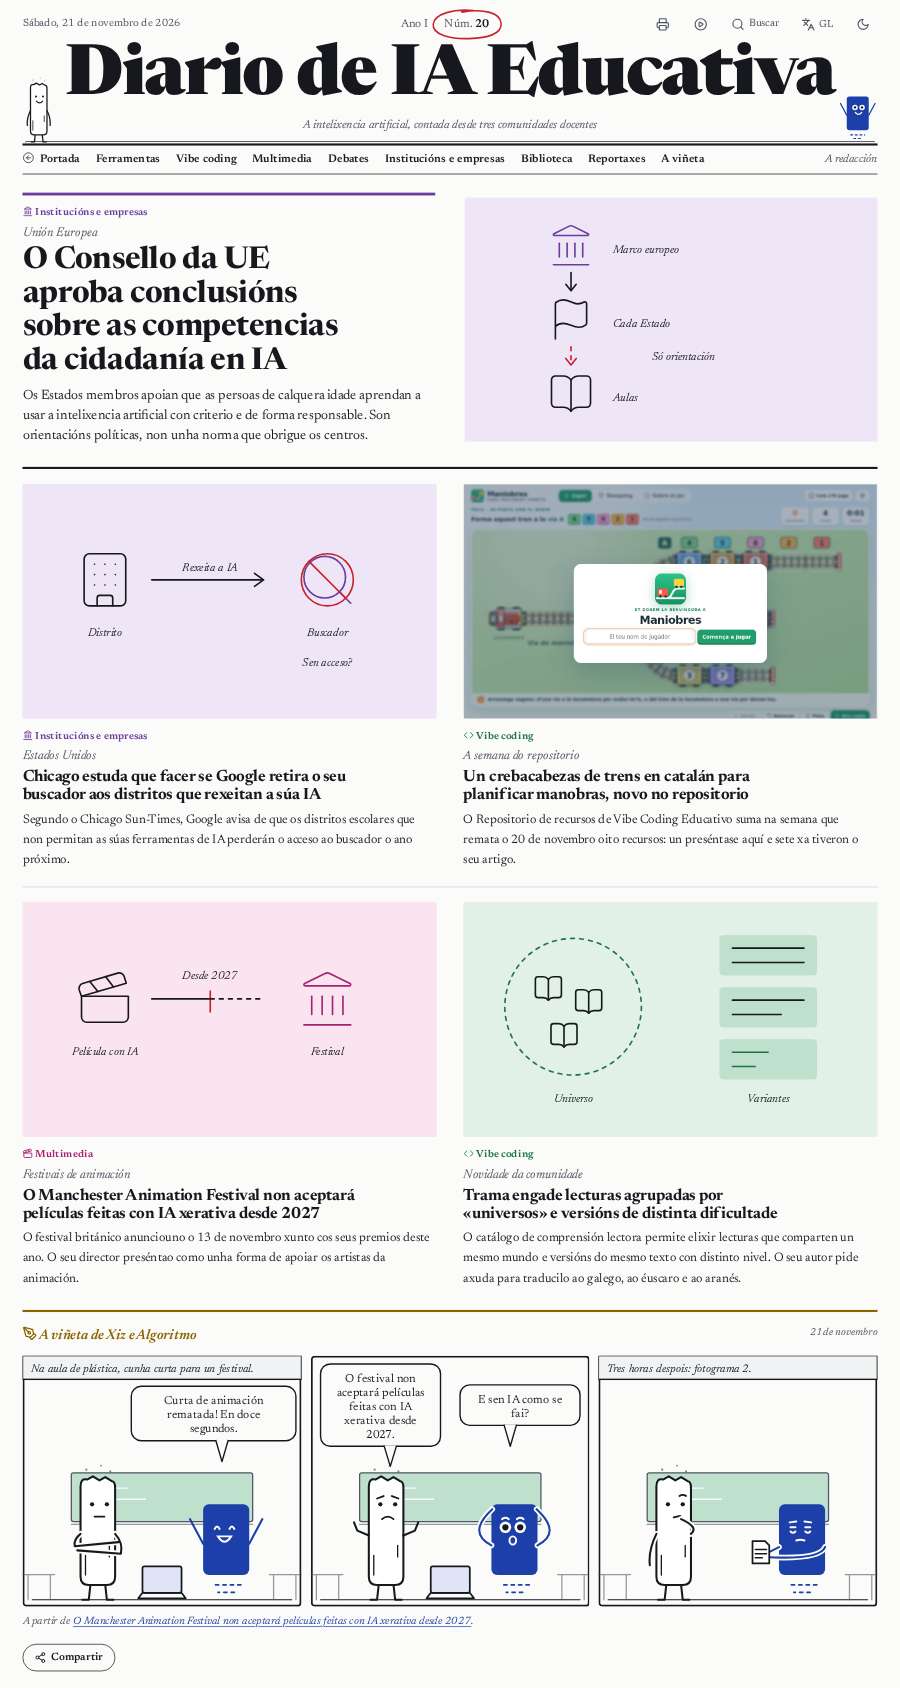 Sábado, 21 de novembro de 2026
Ano I Núm. 20
Buscar
GL
Diario de IA Educativa
A intelixencia artificial, contada desde tres comunidades docentes
Portada Ferramentas Vibe coding Multimedia Debates Institucións e empresas Biblioteca Reportaxes A viñeta A redacción
Institucións e empresas
Unión Europea
O Consello da UE
aproba conclusións
sobre as competencias
da cidadanía en IA
Os Estados membros apoian que as persoas de calquera idade aprendan a
usar a intelixencia artificial con criterio e de forma responsable. Son
orientacións políticas, non unha norma que obrigue os centros.
Marco europeo
Cada Estado
Só orientación
Aulas
Rexeita a IA
Distrito
Buscador
Sen acceso?
Maniobres
ET DONEM LA BENVINGUDA A
Maniobres
El teu nom de jugador
Comença a jugar
Institucións e empresas
Estados Unidos
Chicago estuda que facer se Google retira o seu
buscador aos distritos que rexeitan a súa IA
Segundo o Chicago Sun-Times, Google avisa de que os distritos escolares que
non permitan as súas ferramentas de IA perderán o acceso ao buscador o ano
próximo.
Vibe coding
A semana do repositorio
Un crebacabezas de trens en catalán para
planificar manobras, novo no repositorio
O Repositorio de recursos de Vibe Coding Educativo suma na semana que
remata o 20 de novembro oito recursos: un preséntase aquí e sete xa tiveron o
seu artigo.
Desde 2027
Película con IA
Festival
Universo
Variantes
Multimedia
Festivais de animación
O Manchester Animation Festival non aceptará
películas feitas con IA xerativa desde 2027
O festival británico anunciouno o 13 de novembro xunto cos seus premios deste
ano. O seu director preséntao como unha forma de apoiar os artistas da
animación.
Vibe coding
Novidade da comunidade
Trama engade lecturas agrupadas por
«universos» e versións de distinta dificultade
O catálogo de comprensión lectora permite elixir lecturas que comparten un
mesmo mundo e versións do mesmo texto con distinto nivel. O seu autor pide
axuda para traducilo ao galego, ao éuscaro e ao aranés.
A viñeta de Xiz e Algoritmo
21 de novembro
Na aula de plástica, cunha curta para un festival.
Curta de animación
rematada! En doce
segundos.
O festival non
aceptará películas
feitas con IA
xerativa desde
2027.
E sen IA como se
fai?
Tres horas despois: fotograma 2.
A partir de O Manchester Animation Festival non aceptará películas feitas con IA xerativa desde 2027.
Compartir